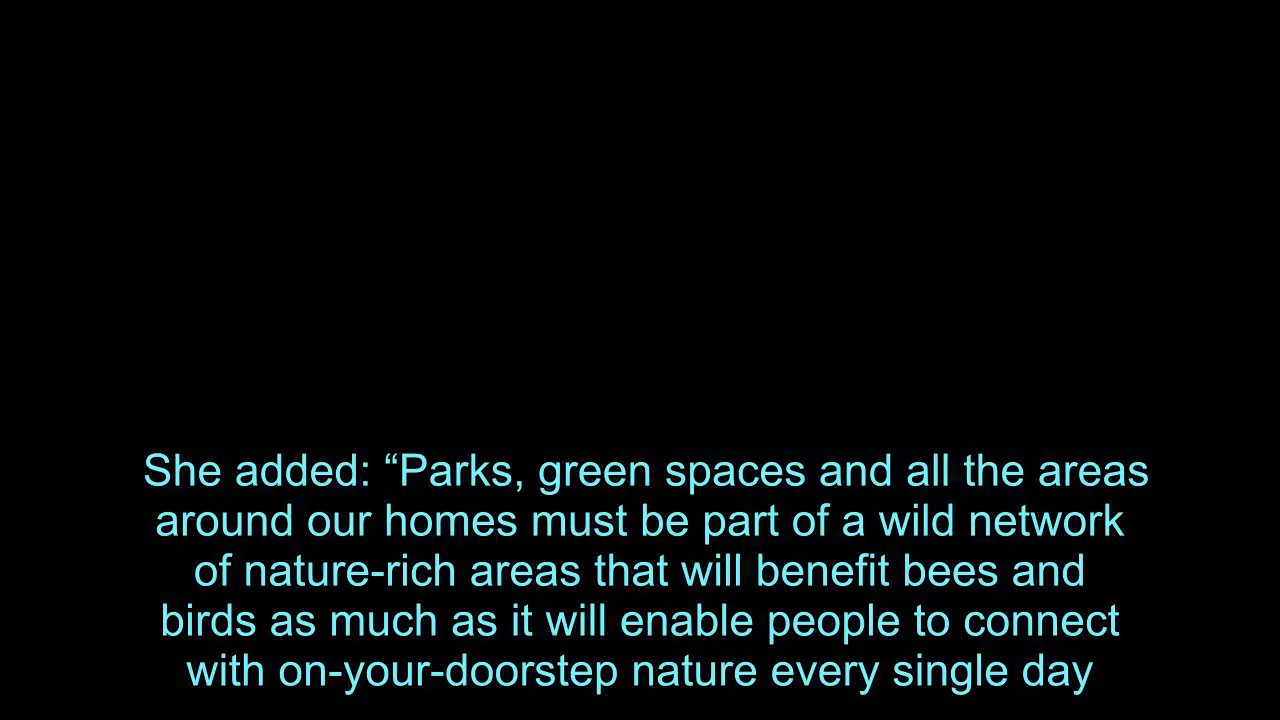 She added: “Parks, green spaces and all the areas
around our homes must be part of a wild network
of nature-rich areas that will benefit bees and
birds as much as it will enable people to connect
with on-your-doorstep nature every single day